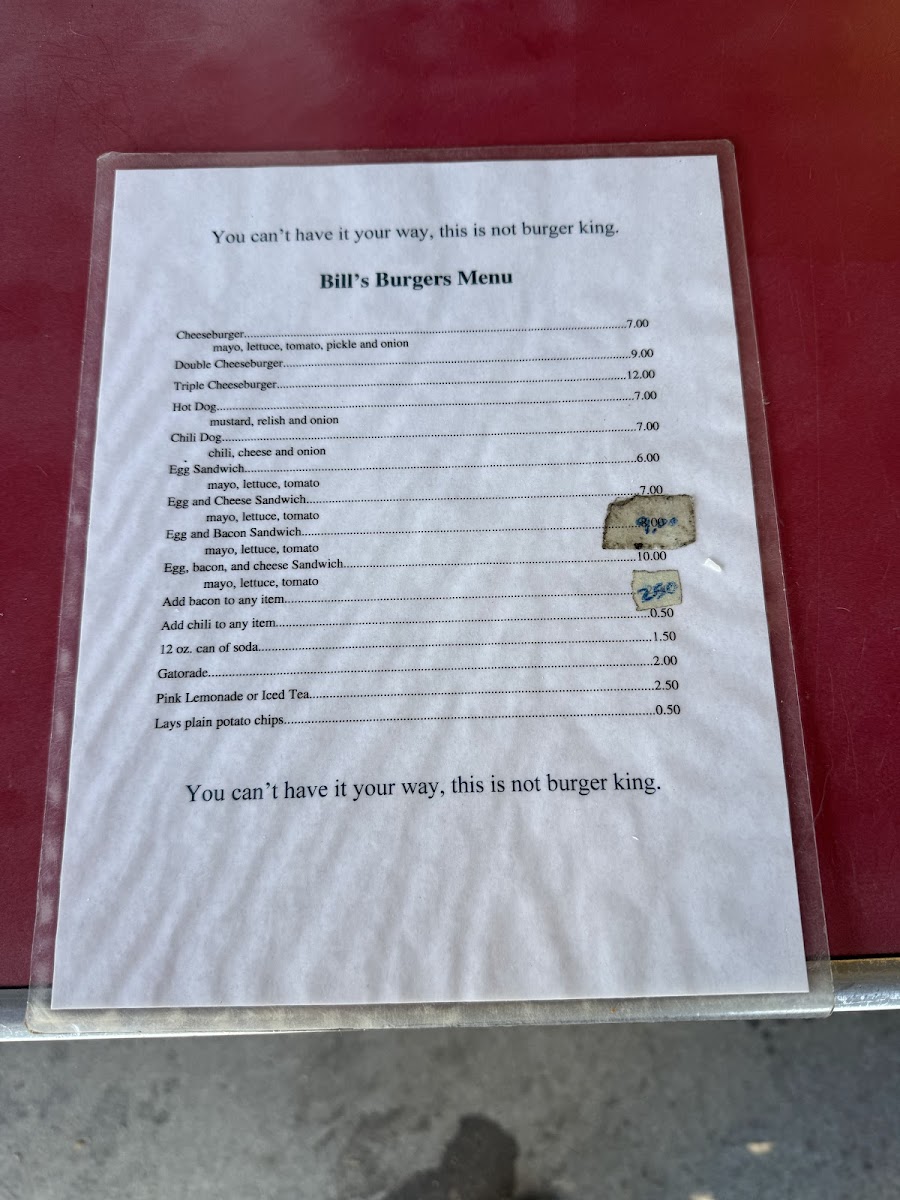 You can't have it your way, this is not burger king.
Bill's Burgers Menu
Cheeseburger....................7.00
mayo, lettuce, tomato, pickle and onion
Double Cheeseburger....................9.00
Triple Cheeseburger....................12.00
Hot Dog....................7.00
mustard, relish and onion
Chili Dog....................7.00
chili, cheese and onion
Egg Sandwich....................6.00
mayo, lettuce, tomato
Egg and Cheese Sandwich....................7.00
mayo, lettuce, tomato
Egg and Bacon Sandwich....................
mayo, lettuce, tomato
Egg, bacon, and cheese Sandwich....................10.00
mayo, lettuce, tomato
Add bacon to any item....................250
Add chili to any item....................0.50
12 oz. can of soda....................1.50
Gatorade....................2.00
Pink Lemonade or Iced Tea....................2.50
Lays plain potato chips....................0.50
You can't have it your way, this is not burger king.